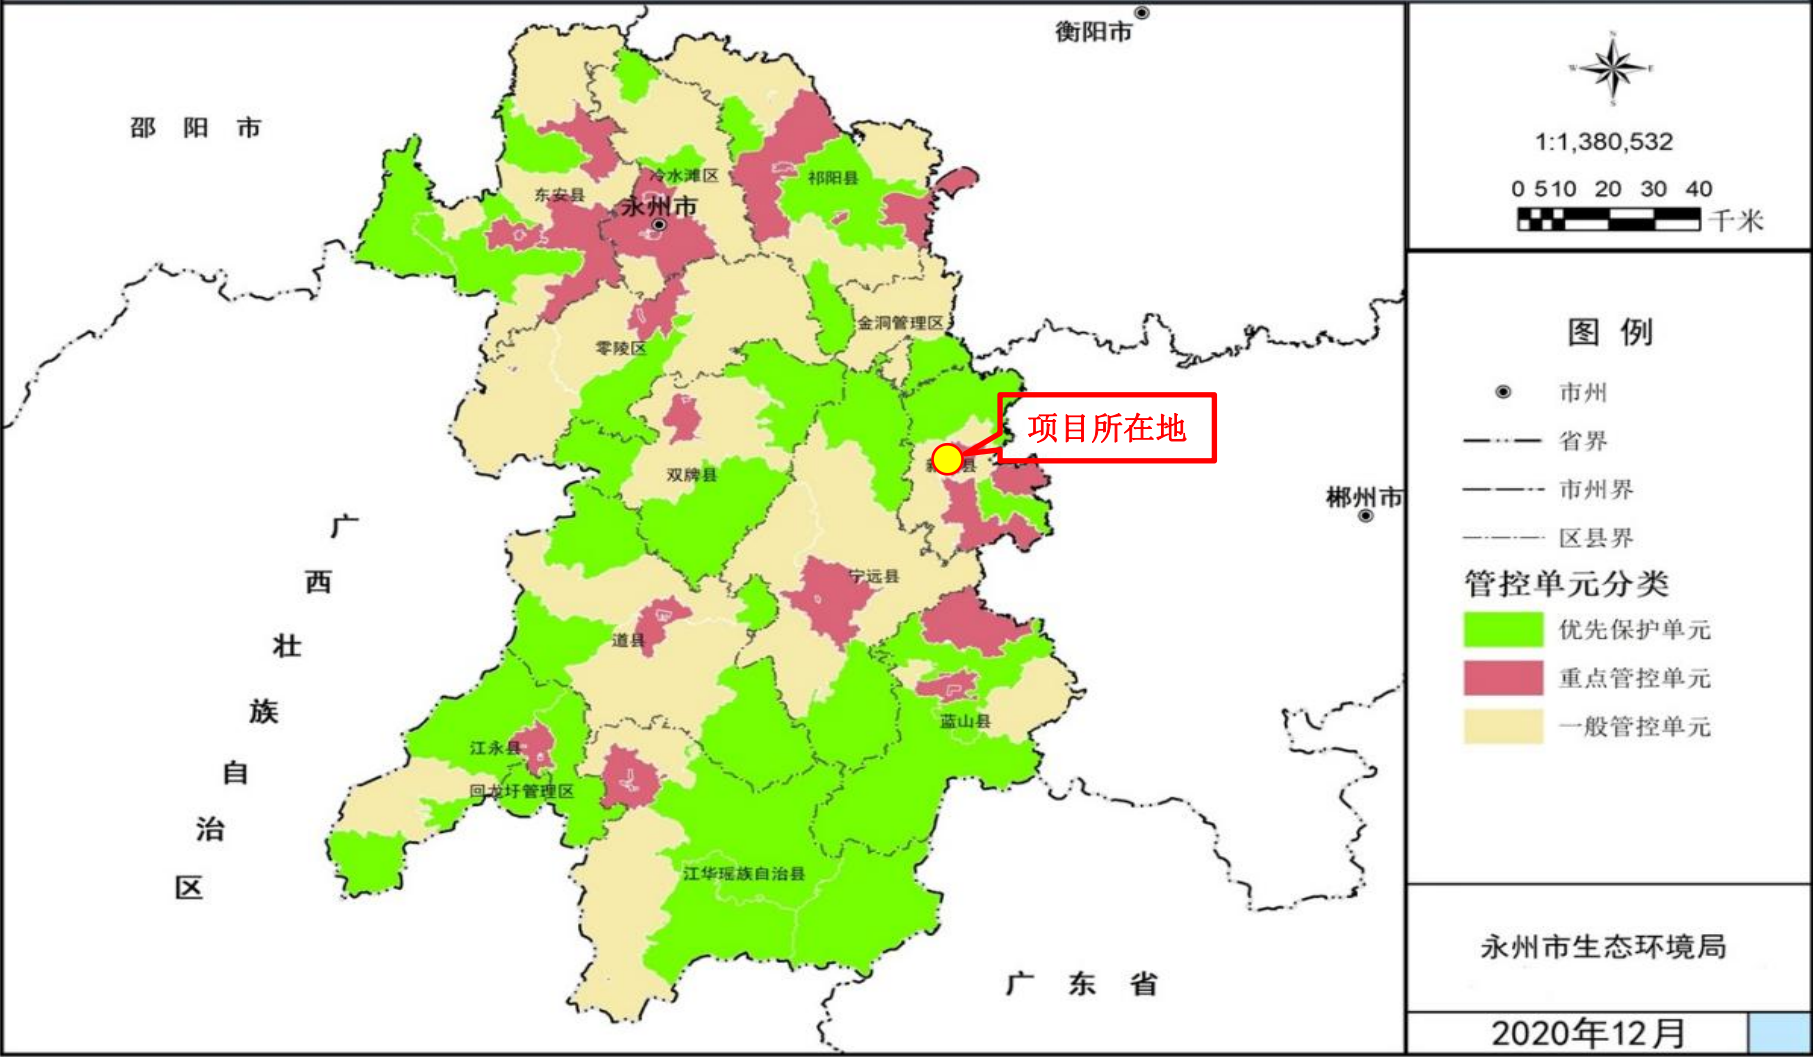 衡阳市
邵阳市
冷水滩区
祁阳县
东安县
永州市
金洞管理区
零陵区
项目所在地
新 县
双牌县
郴州市
广西壮族自治区
宁远县
道县
蓝山县
江永县
回龙圩管理区
江华瑶族自治县
广东省
N
W E
S
1:1,380,532
0 5 10 20 30 40
千米
图例
市州
省界
市州界
区县界
管控单元分类
优先保护单元
重点管控单元
一般管控单元
永州市生态环境局
2020年12月